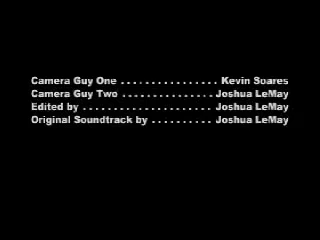 Camera Guy One . . . . . . . . . . . . . . . . Kevin Soares
Camera Guy Two . . . . . . . . . . . . . . . Joshua LeMay
Edited by . . . . . . . . . . . . . . . . . . . . . Joshua LeMay
Original Soundtrack by . . . . . . . . . . Joshua LeMay